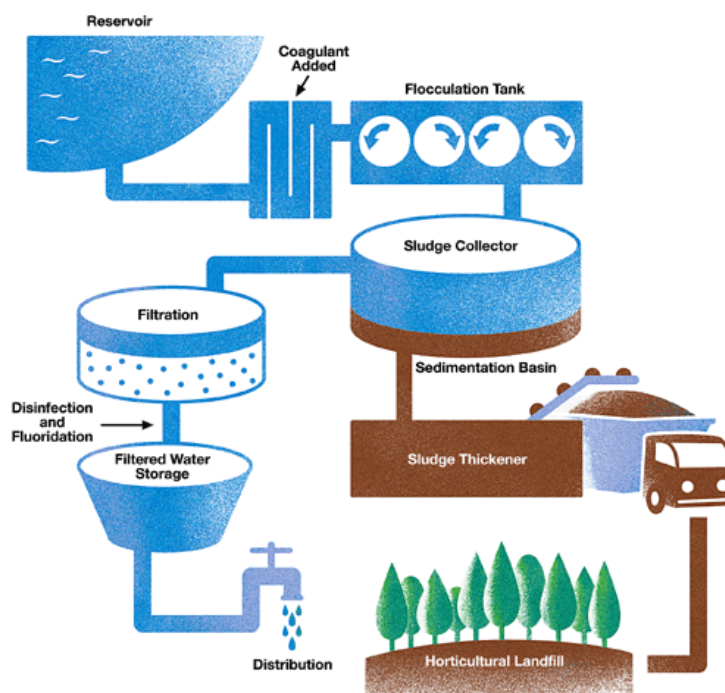 Reservoir
Coagulant
Added
Flocculation Tank
Sludge Collector
Filtration
Sedimentation Basin
Disinfection
and
Fluoridation
Filtered Water
Storage
Sludge Thickener
Distribution
Horticultural Landfill